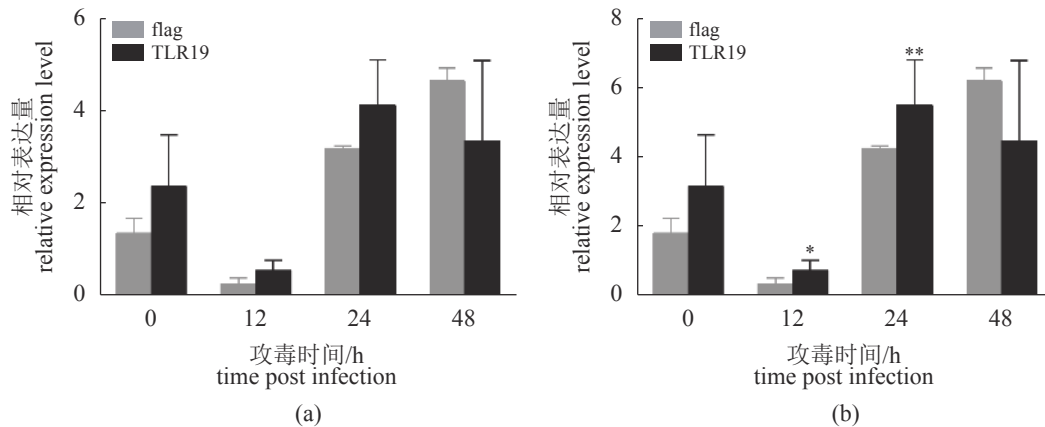 6
4
2
0
相对表达量
relative expression level
flag
TLR19
0
12
24
48
攻毒时间/h
time post infection
(a)
8
6
4
2
0
相对表达量
relative expression level
flag
TLR19
*
**
0
12
24
48
攻毒时间/h
time post infection
(b)